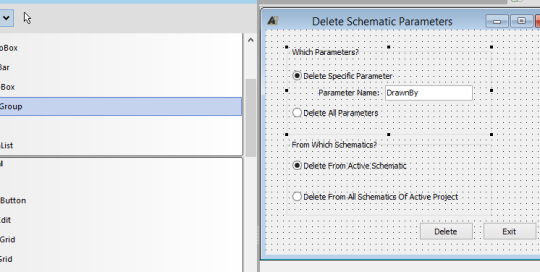 oBox
Bar
Box
Group
List
Button
Edit
Grid
Grid
Delete Schematic Parameters
Which Parameters?
Delete Specific Parameter
Parameter Name: DrawnBy
Delete All Parameters
From Which Schematics?
Delete From Active Schematic
Delete From All Schematics Of Active Project
Delete Exit